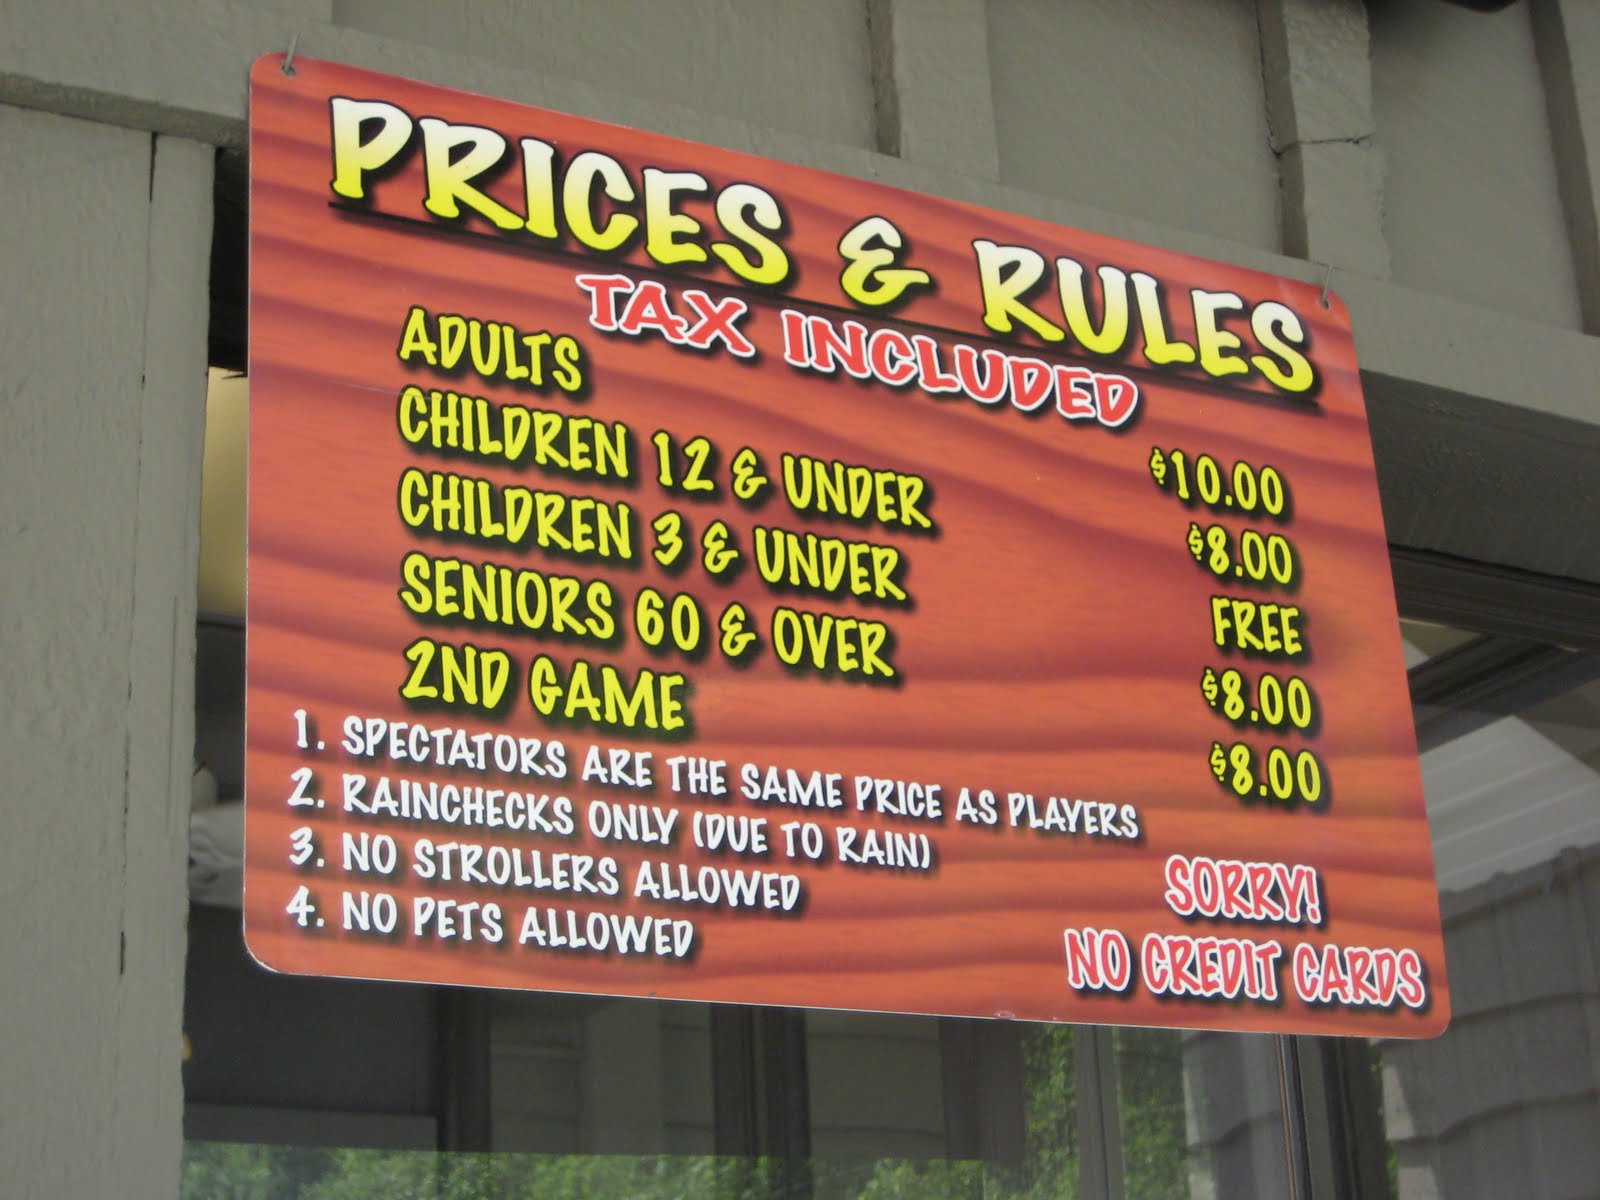 PRICES & RULES
TAX INCLUDED
ADULTS $10.00
CHILDREN 12 & UNDER $8.00
CHILDREN 3 & UNDER FREE
SENIORS 60 & OVER $8.00
2ND GAME $8.00
1. SPECTATORS ARE THE SAME PRICE AS PLAYERS
2. RAINCHECKS ONLY (DUE TO RAIN)
3. NO STROLLERS ALLOWED
4. NO PETS ALLOWED
SORRY!
NO CREDIT CARDS